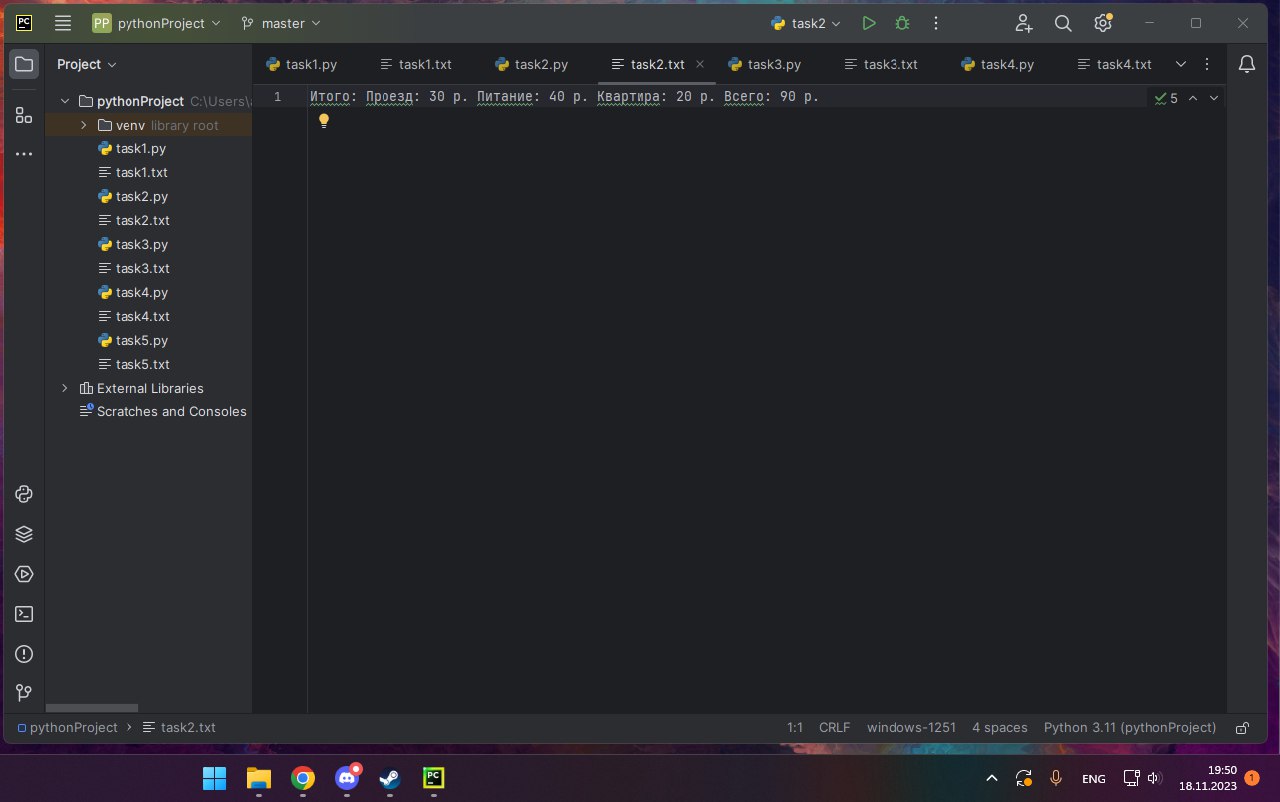 PC
PP pythonProject master task2
Project task1.py task1.txt task2.py task2.txt task3.py task3.txt task4.py task4.txt
pythonProject C:\Users\
1 Итого: Проезд: 30 р. Питание: 40 р. Квартира: 20 р. Всего: 90 р. 5
venv library root
task1.py
task1.txt
task2.py
task2.txt
task3.py
task3.txt
task4.py
task4.txt
task5.py
task5.txt
External Libraries
Scratches and Consoles
pythonProject task2.txt 1:1 CRLF windows-1251 4 spaces Python 3.11 (pythonProject)
PC ENG 19:50
18.11.2023 1